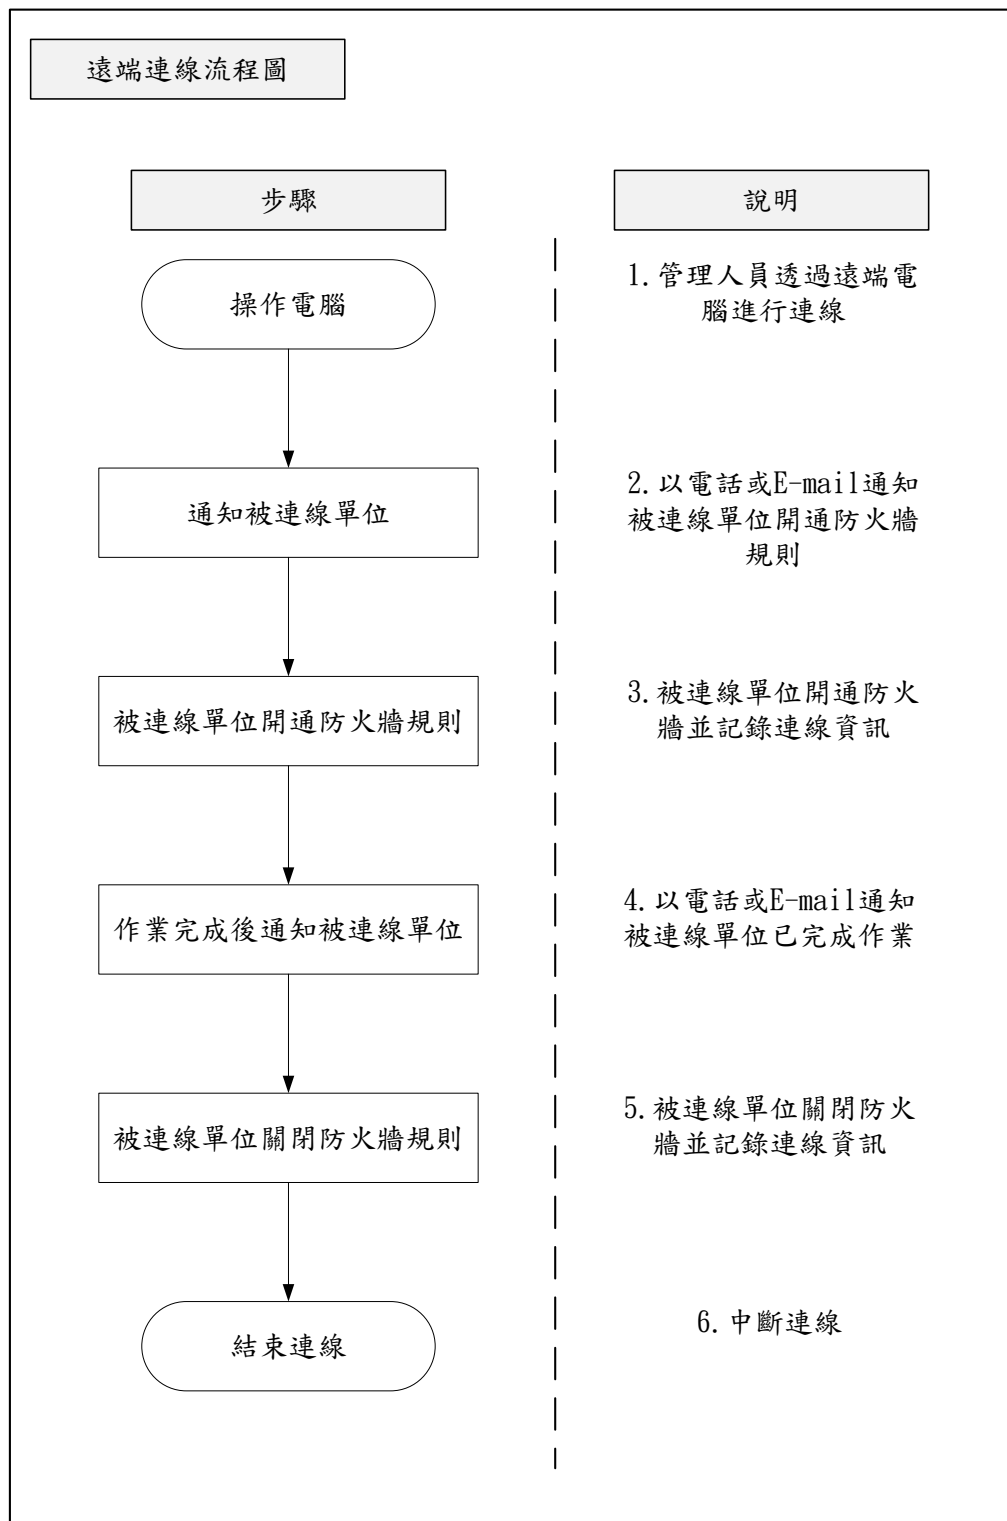 遠端連線流程圖
步驟
說明
操作電腦
1.管理人員透過遠端電
腦進行連線
通知被連線單位
2.以電話或E-mail通知
被連線單位開通防火牆
規則
被連線單位開通防火牆規則
3.被連線單位開通防火
牆並記錄連線資訊
作業完成後通知被連線單位
4.以電話或E-mail通知
被連線單位已完成作業
被連線單位關閉防火牆規則
5.被連線單位關閉防火
牆並記錄連線資訊
結束連線
6.中斷連線